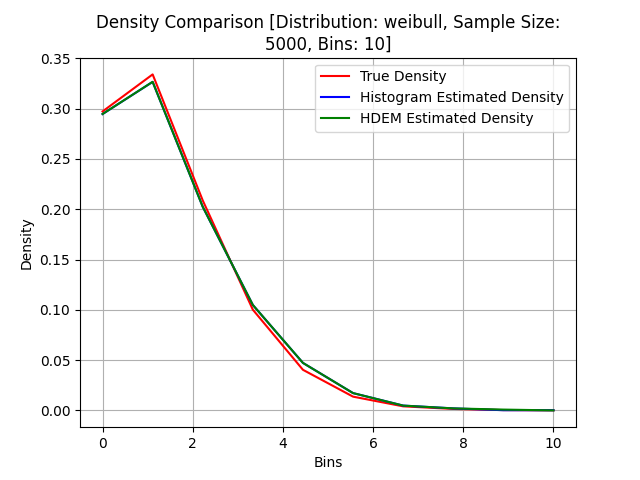 Density Comparison [Distribution: weibull, Sample Size:
5000, Bins: 10]
0.35
0.30
0.25
0.20
0.15
0.10
0.05
0.00
Density
True Density
Histogram Estimated Density
HDEM Estimated Density
0 2 4 6 8 10
Bins